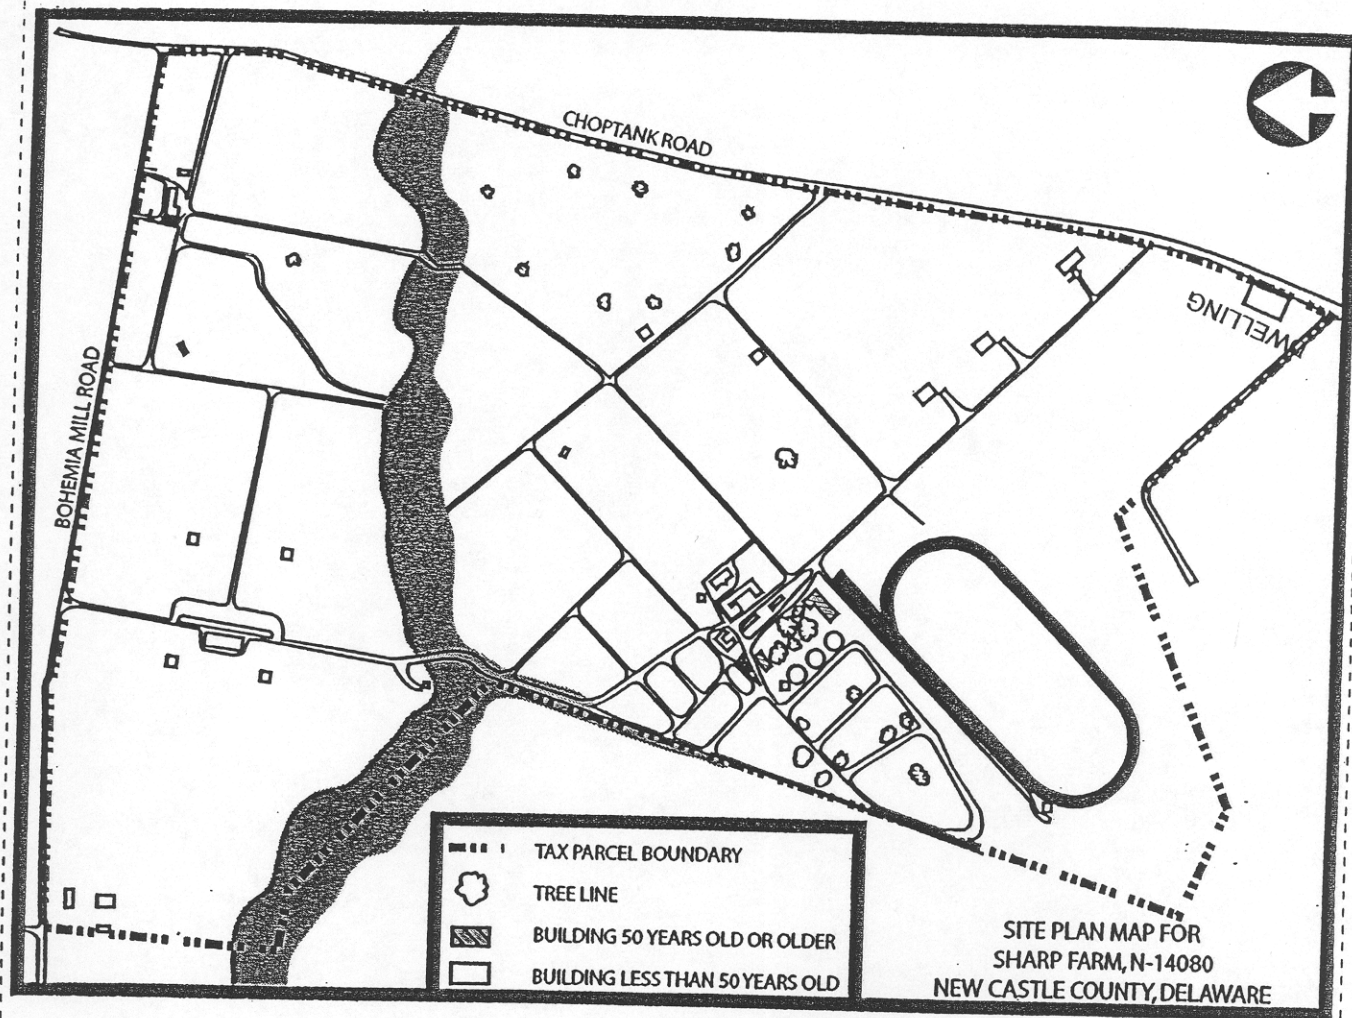 CHOPTANK ROAD
DWELLING
BOHEMIA MILL ROAD
TAX PARCEL BOUNDARY
TREE LINE
BUILDING 50 YEARS OLD OR OLDER
BUILDING LESS THAN 50 YEARS OLD
SITE PLAN MAP FOR
SHARP FARM, N-14080
NEW CASTLE COUNTY, DELAWARE